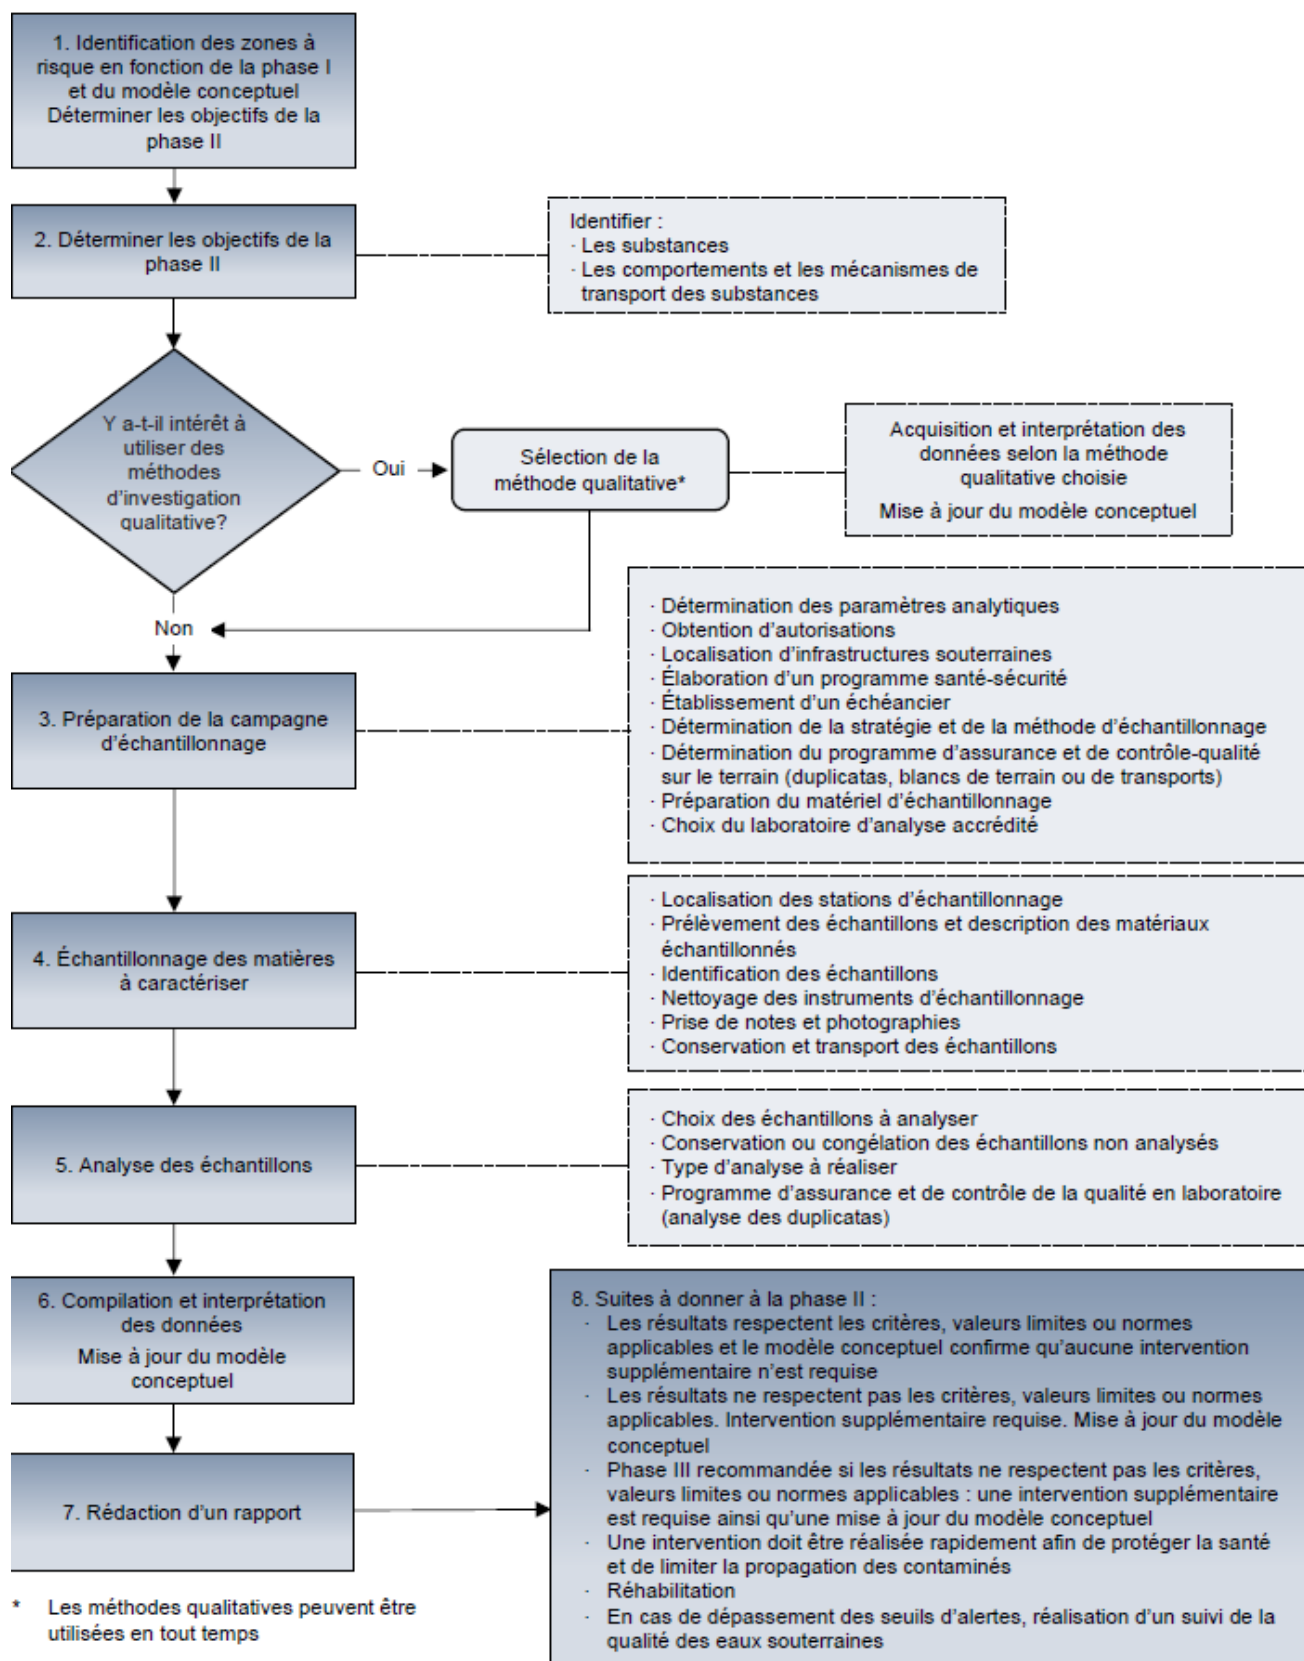 1. Identification des zones à
risque en fonction de la phase I
et du modèle conceptuel
Déterminer les objectifs de la
phase II
2. Déterminer les objectifs de la
phase II
Identifier :
· Les substances
· Les comportements et les mécanismes de
transport des substances
Y a-t-il intérêt à
utiliser des
méthodes
d'investigation
qualitative?
Oui
Sélection de la
méthode qualitative*
Acquisition et interprétation des
données selon la méthode
qualitative choisie
Mise à jour du modèle conceptuel
Non
3. Préparation de la campagne
d'échantillonnage
· Détermination des paramètres analytiques
· Obtention d'autorisations
· Localisation d'infrastructures souterraines
· Élaboration d'un programme santé-sécurité
· Établissement d'un échéancier
· Détermination de la stratégie et de la méthode d'échantillonnage
· Détermination du programme d'assurance et de contrôle-qualité
sur le terrain (duplicatas, blancs de terrain ou de transports)
· Préparation du matériel d'échantillonnage
· Choix du laboratoire d'analyse accrédité
4. Échantillonnage des matières
à caractériser
· Localisation des stations d'échantillonnage
· Prélèvement des échantillons et description des matériaux
échantillonnés
· Identification des échantillons
· Nettoyage des instruments d'échantillonnage
· Prise de notes et photographies
· Conservation et transport des échantillons
5. Analyse des échantillons
· Choix des échantillons à analyser
· Conservation ou congélation des échantillons non analysés
· Type d'analyse à réaliser
· Programme d'assurance et de contrôle de la qualité en laboratoire
(analyse des duplicatas)
6. Compilation et interprétation
des données
Mise à jour du modèle
conceptuel
7. Rédaction d'un rapport
8. Suites à donner à la phase II :
· Les résultats respectent les critères, valeurs limites ou normes
applicables et le modèle conceptuel confirme qu'aucune intervention
supplémentaire n'est requise
· Les résultats ne respectent pas les critères, valeurs limites ou normes
applicables. Intervention supplémentaire requise. Mise à jour du modèle
conceptuel
· Phase III recommandée si les résultats ne respectent pas les critères,
valeurs limites ou normes applicables : une intervention supplémentaire
est requise ainsi qu'une mise à jour du modèle conceptuel
· Une intervention doit être réalisée rapidement afin de protéger la santé
et de limiter la propagation des contaminés
· Réhabilitation
· En cas de dépassement des seuils d'alertes, réalisation d'un suivi de la
qualité des eaux souterraines
* Les méthodes qualitatives peuvent être
utilisées en tout temps